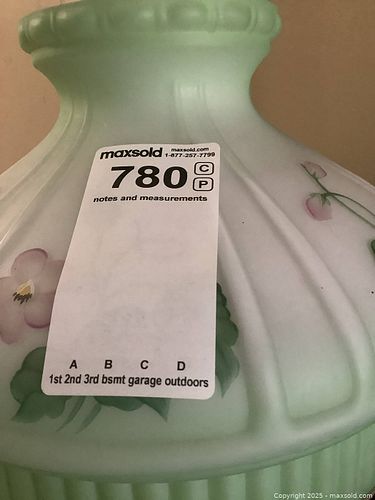 maxsold maxsold.com
1-877-257-7799
780 C
P
notes and measurements
A B C D
1st 2nd 3rd bsmt garage outdoors
Copyright 2025 - maxsold.com